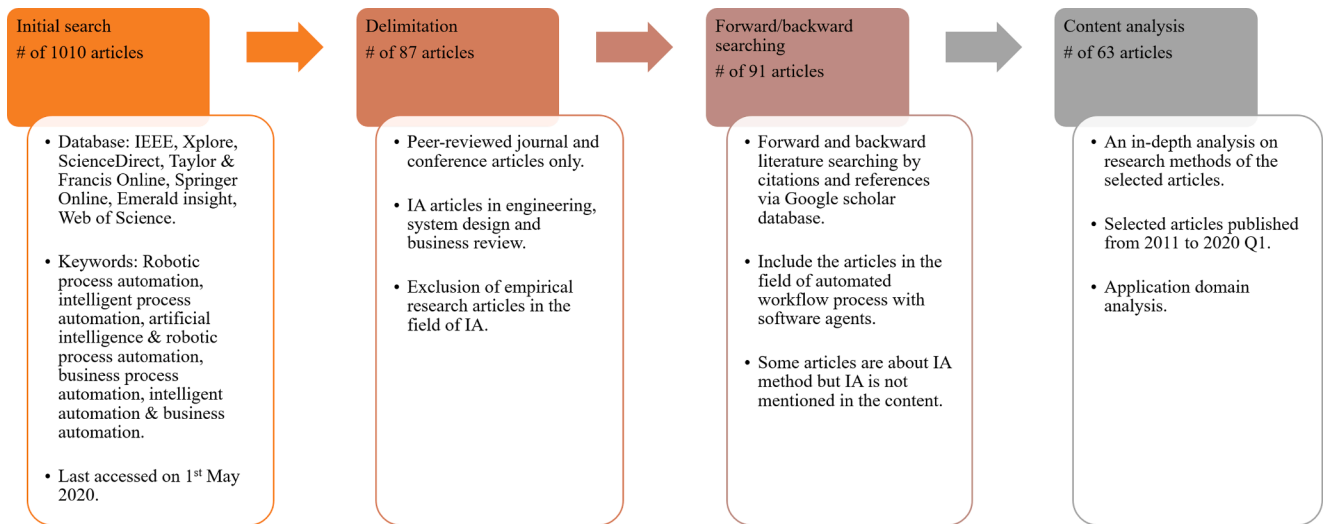 Initial search
# of 1010 articles
• Database: IEEE, Xplore,
ScienceDirect, Taylor &
Francis Online, Springer
Online, Emerald insight,
Web of Science.
• Keywords: Robotic
process automation,
intelligent process
automation, artificial
intelligence & robotic
process automation,
business process
automation, intelligent
automation & business
automation.
• Last accessed on 1st May
2020.
Delimitation
# of 87 articles
• Peer-reviewed journal and
conference articles only.
• IA articles in engineering,
system design and
business review.
• Exclusion of empirical
research articles in the
field of IA.
Forward/backward
searching
# of 91 articles
• Forward and backward
literature searching by
citations and references
via Google scholar
database.
• Include the articles in the
field of automated
workflow process with
software agents.
• Some articles are about IA
method but IA is not
mentioned in the content.
Content analysis
# of 63 articles
• An in-depth analysis on
research methods of the
selected articles.
• Selected articles published
from 2011 to 2020 Q1.
• Application domain
analysis.